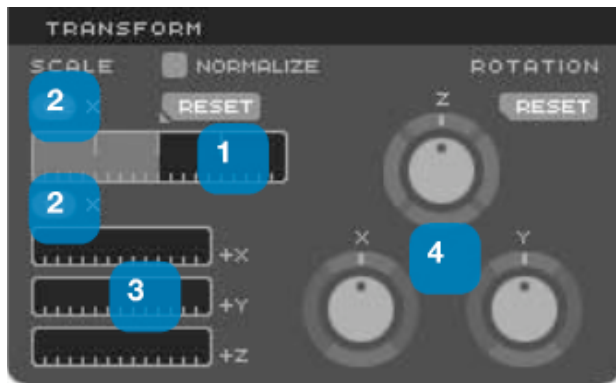 TRANSFORM
SCALE NORMALIZE ROTATION
2 X RESET Z RESET
1
2 X
X 4 Y
+X
3 +Y
+Z